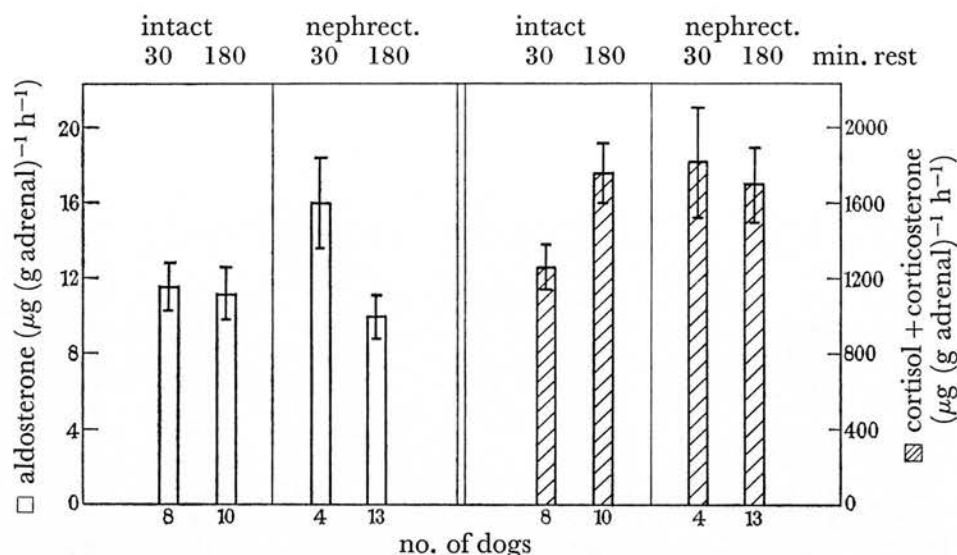 intact nephrect. intact nephrect.
30 180 30 180 30 180 30 180 min. rest
□ aldosterone (μg (g adrenal)⁻¹ h⁻¹)
20
16
12
8
4
0
2000
1600
1200
800
400
0
▨ cortisol + corticosterone
(μg (g adrenal)⁻¹ h⁻¹)
8 10 4 13 8 10 4 13
no. of dogs